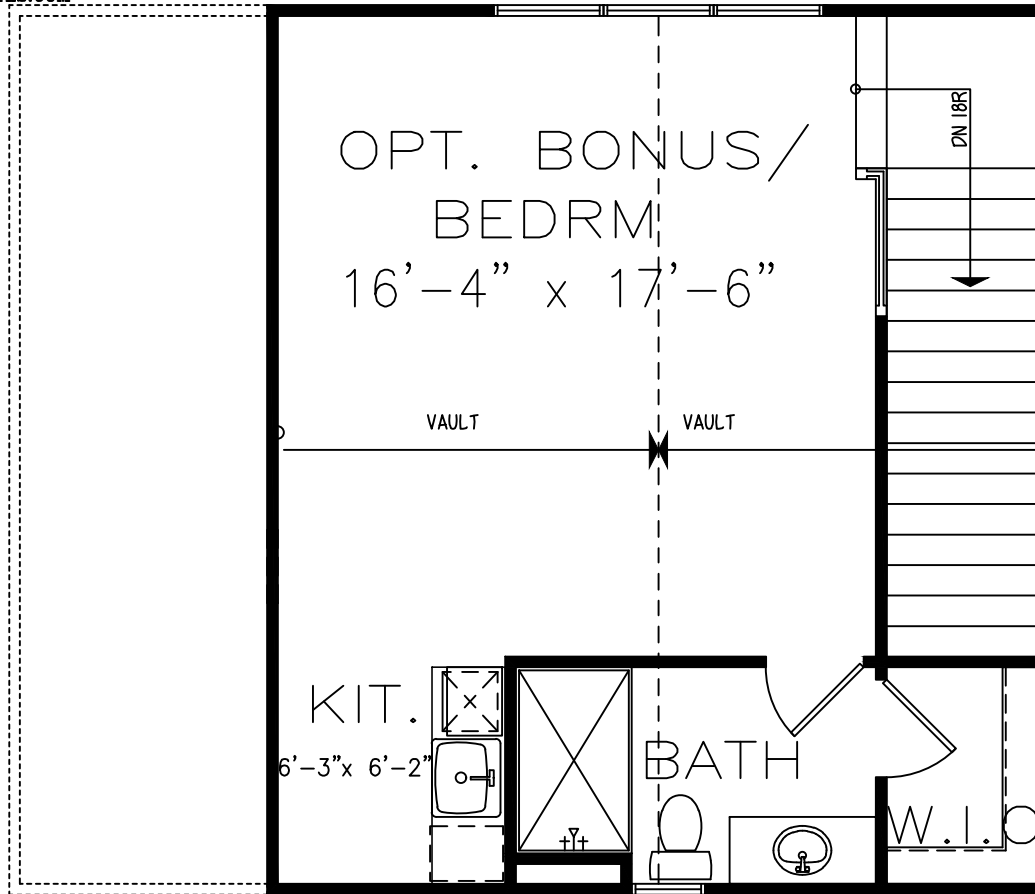 OPT. BONUS/
BEDRM
16'-4" x 17'-6"
DN 18R
VAULT
VAULT
KIT.
6'-3"x 6'-2"
BATH
W.I.